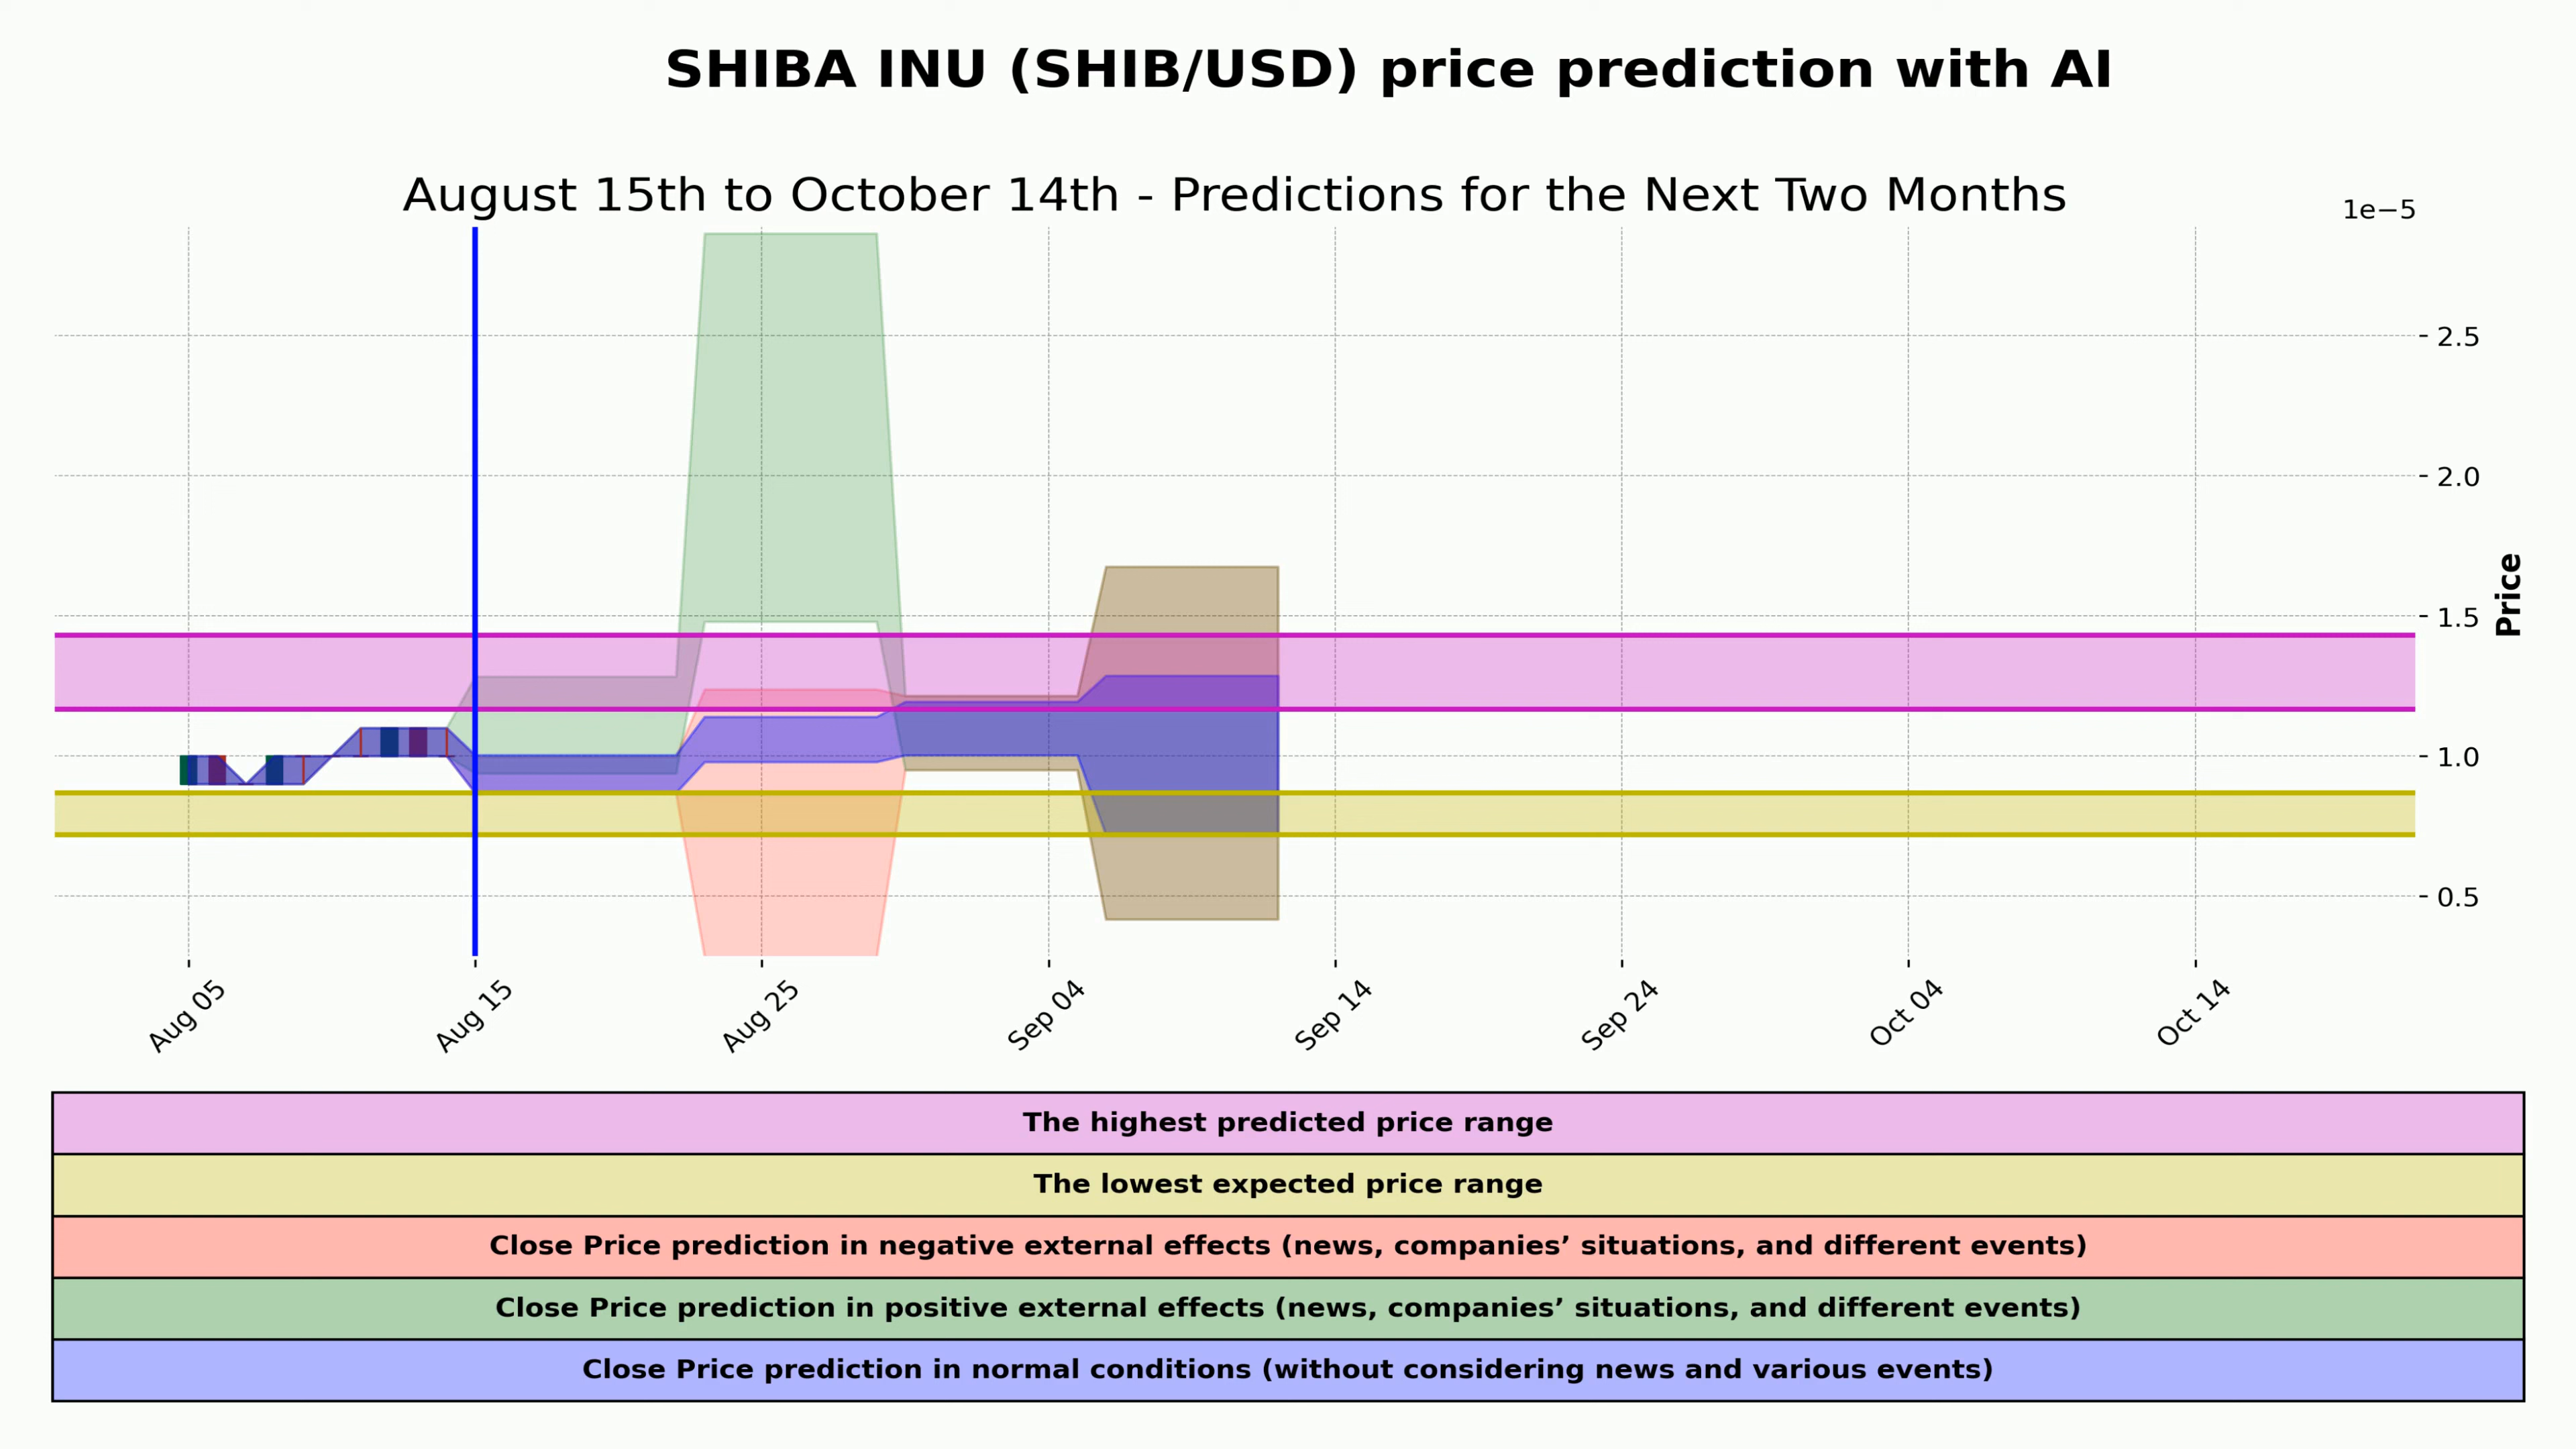 SHIBA INU (SHIB/USD) price prediction with AI
August 15th to October 14th - Predictions for the Next Two Months
1e−5
2.5
2.0
1.5
1.0
0.5
Price
Aug 05
Aug 15
Aug 25
Sep 04
Sep 14
Sep 24
Oct 04
Oct 14
The highest predicted price range
The lowest expected price range
Close Price prediction in negative external effects (news, companies’ situations, and different events)
Close Price prediction in positive external effects (news, companies’ situations, and different events)
Close Price prediction in normal conditions (without considering news and various events)